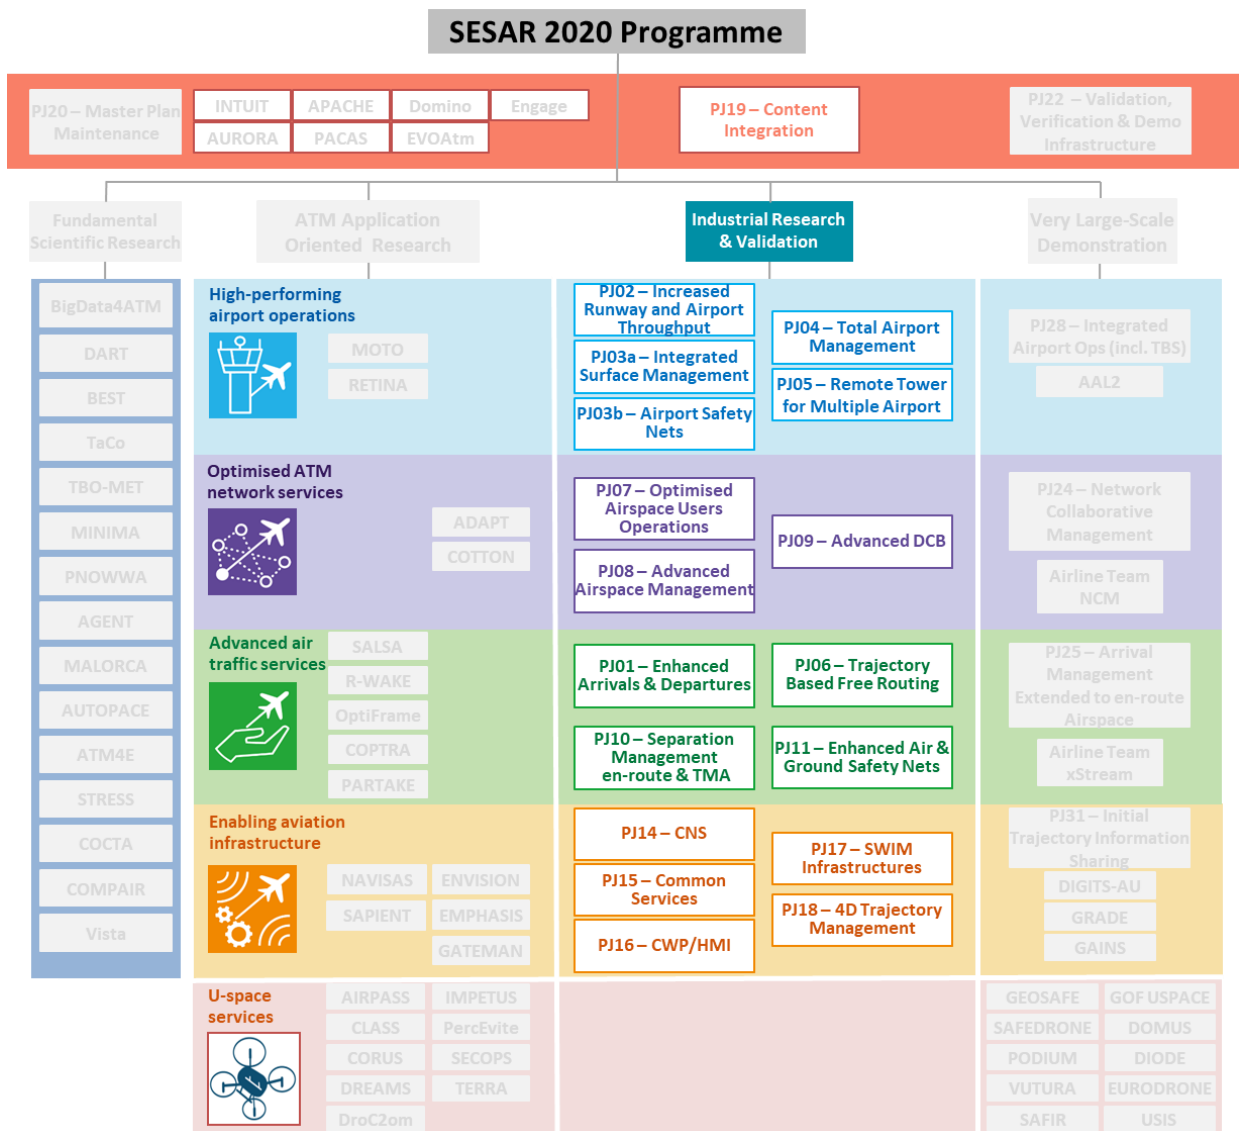 SESAR 2020 Programme
PJ20 – Master Plan
Maintenance
INTUIT
APACHE
Domino
Engage
AURORA
PACAS
EVOAtm
PJ19 – Content
Integration
PJ22 – Validation,
Verification & Demo
Infrastructure
Fundamental
Scientific Research
ATM Application
Oriented Research
Industrial Research
& Validation
Very Large-Scale
Demonstration
BigData4ATM
DART
BEST
TaCo
TBO-MET
MINIMA
PNOWWA
AGENT
MALORCA
AUTOPACE
ATM4E
STRESS
COCTA
COMPAIR
Vista
High-performing
airport operations
MOTO
RETINA
PJ02 – Increased
Runway and Airport
Throughput
PJ03a – Integrated
Surface Management
PJ03b – Airport Safety
Nets
PJ04 – Total Airport
Management
PJ05 – Remote Tower
for Multiple Airport
PJ28 – Integrated
Airport Ops (incl. TBS)
AAL2
Optimised ATM
network services
ADAPT
COTTON
PJ07 – Optimised
Airspace Users
Operations
PJ08 – Advanced
Airspace Management
PJ09 – Advanced DCB
PJ24 – Network
Collaborative
Management
Airline Team
NCM
Advanced air
traffic services
SALSA
R-WAKE
OptiFrame
COPTRA
PARTAKE
PJ01 – Enhanced
Arrivals & Departures
PJ06 – Trajectory
Based Free Routing
PJ10 – Separation
Management
en-route & TMA
PJ11 – Enhanced Air &
Ground Safety Nets
PJ25 – Arrival
Management
Extended to en-route
Airspace
Airline Team
xStream
Enabling aviation
infrastructure
NAVISAS
ENVISION
SAPIENT
EMPHASIS
GATEMAN
PJ14 – CNS
PJ15 – Common
Services
PJ16 – CWP/HMI
PJ17 – SWIM
Infrastructures
PJ18 – 4D Trajectory
Management
PJ31 – Initial
Trajectory Information
Sharing
DIGITS-AU
GRADE
GAINS
U-space
services
AIRPASS
IMPETUS
CLASS
PercEvite
CORUS
SECOPS
DREAMS
TERRA
DroC2om
GEOSAFE
GOF USPACE
SAFEDRONE
DOMUS
PODIUM
DIODE
VUTURA
EURODRONE
SAFIR
USIS